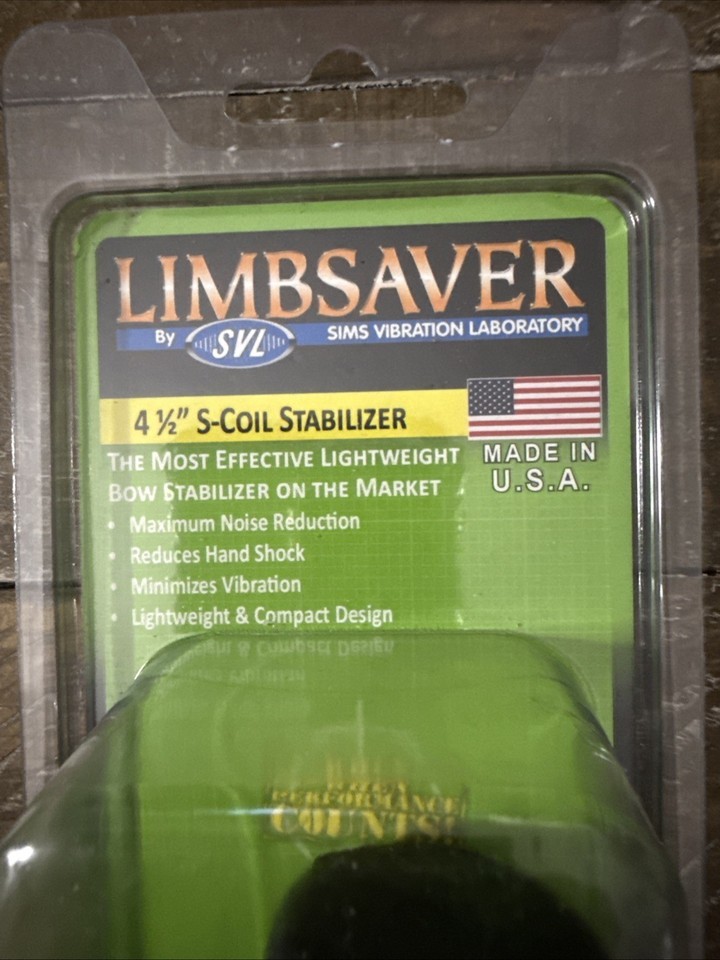 LIMBSAVER
By SVL SIMS VIBRATION LABORATORY
4 ½” S-COIL STABILIZER
THE MOST EFFECTIVE LIGHTWEIGHT
BOW STABILIZER ON THE MARKET
MADE IN
U.S.A.
• Maximum Noise Reduction
• Reduces Hand Shock
• Minimizes Vibration
• Lightweight & Compact Design
PERFORMANCE
COUNTS!